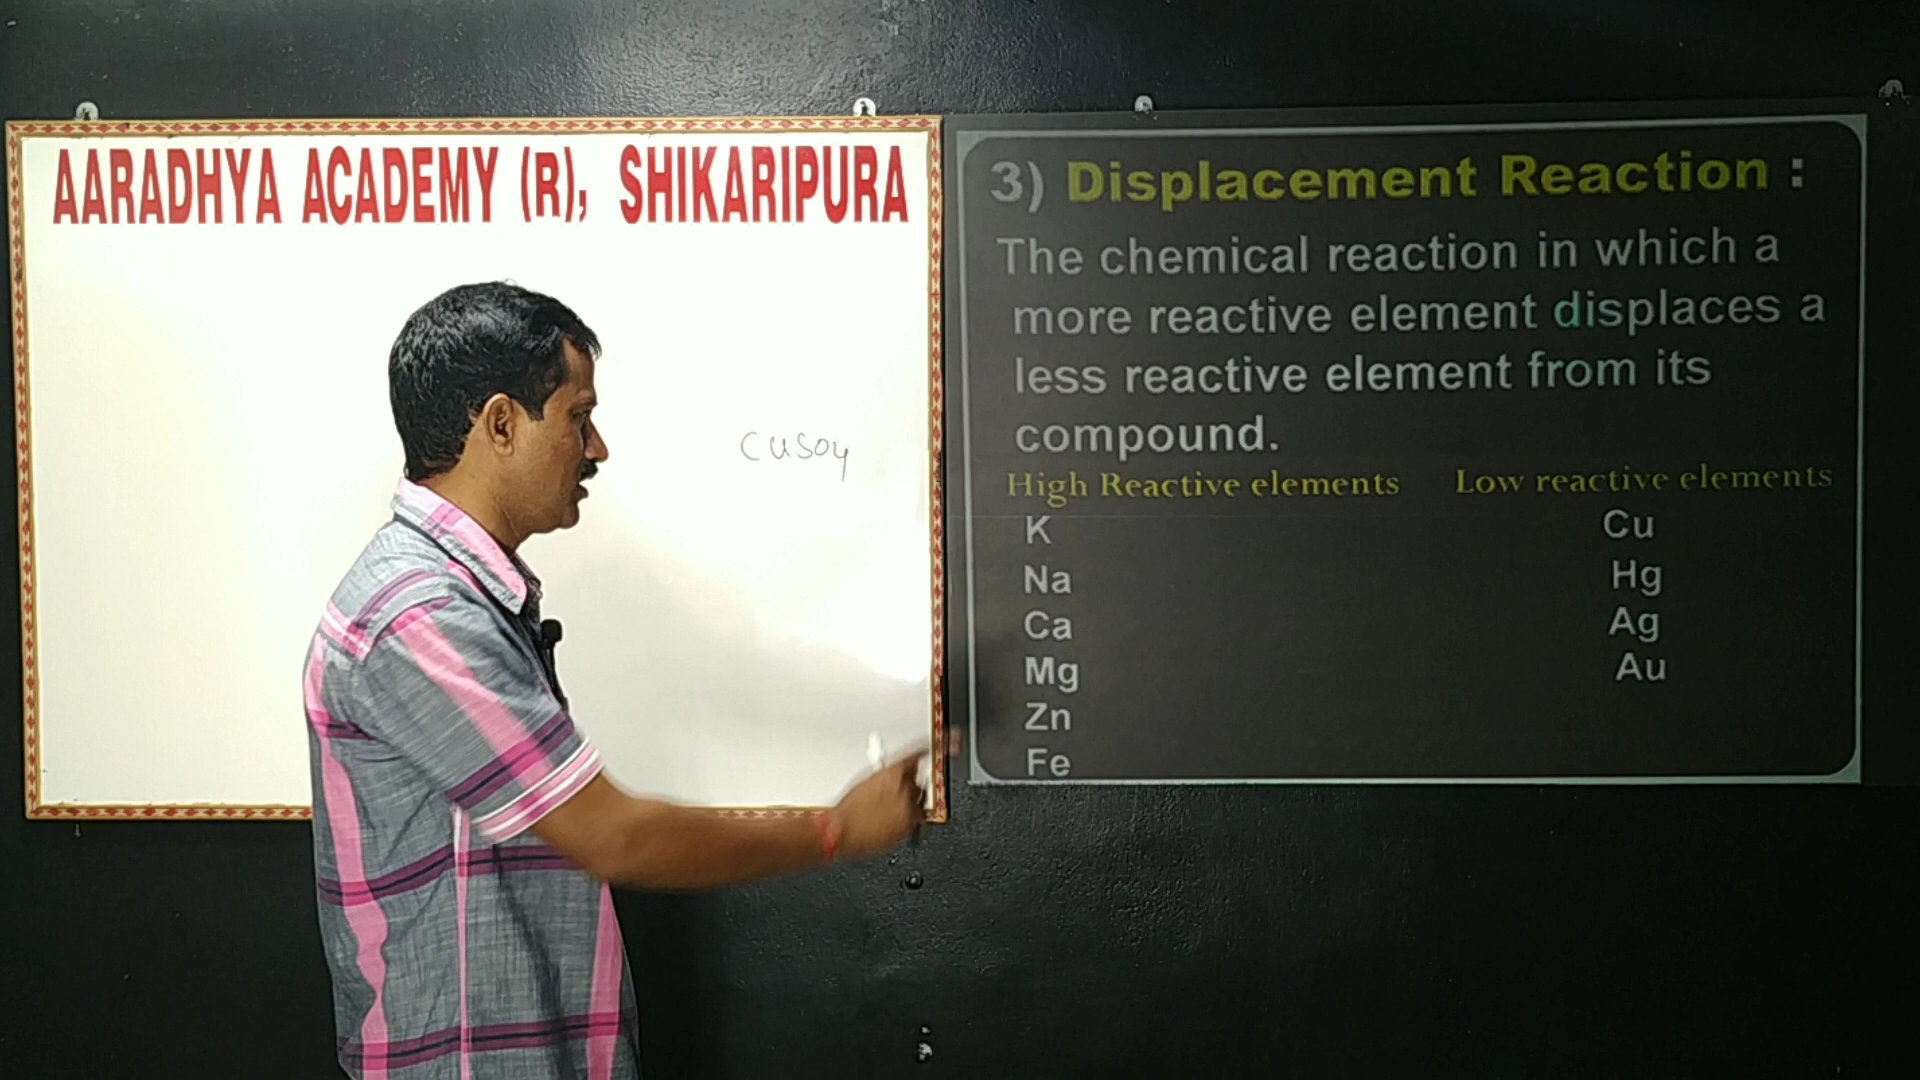 AARADHYA ACADEMY (R), SHIKARIPURA
CuSO4
3) Displacement Reaction :
The chemical reaction in which a
more reactive element displaces a
less reactive element from its
compound.
High Reactive elements Low reactive elements
K Cu
Na Hg
Ca Ag
Mg Au
Zn
Fe